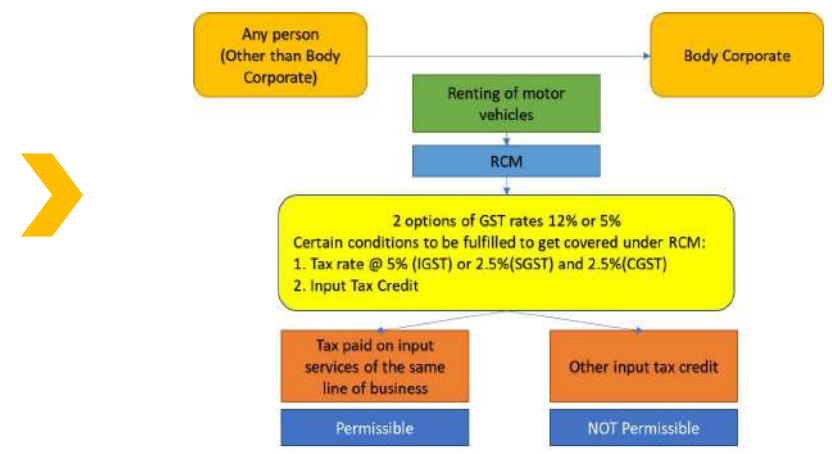 Any person
(Other than Body
Corporate)
Body Corporate
Renting of motor
vehicles
RCM
2 options of GST rates 12% or 5%
Certain conditions to be fulfilled to get covered under RCM:
1. Tax rate @ 5% (IGST) or 2.5%(SGST) and 2.5%(CGST)
2. Input Tax Credit
Tax paid on input
services of the same
line of business
Other input tax credit
Permissible
NOT Permissible